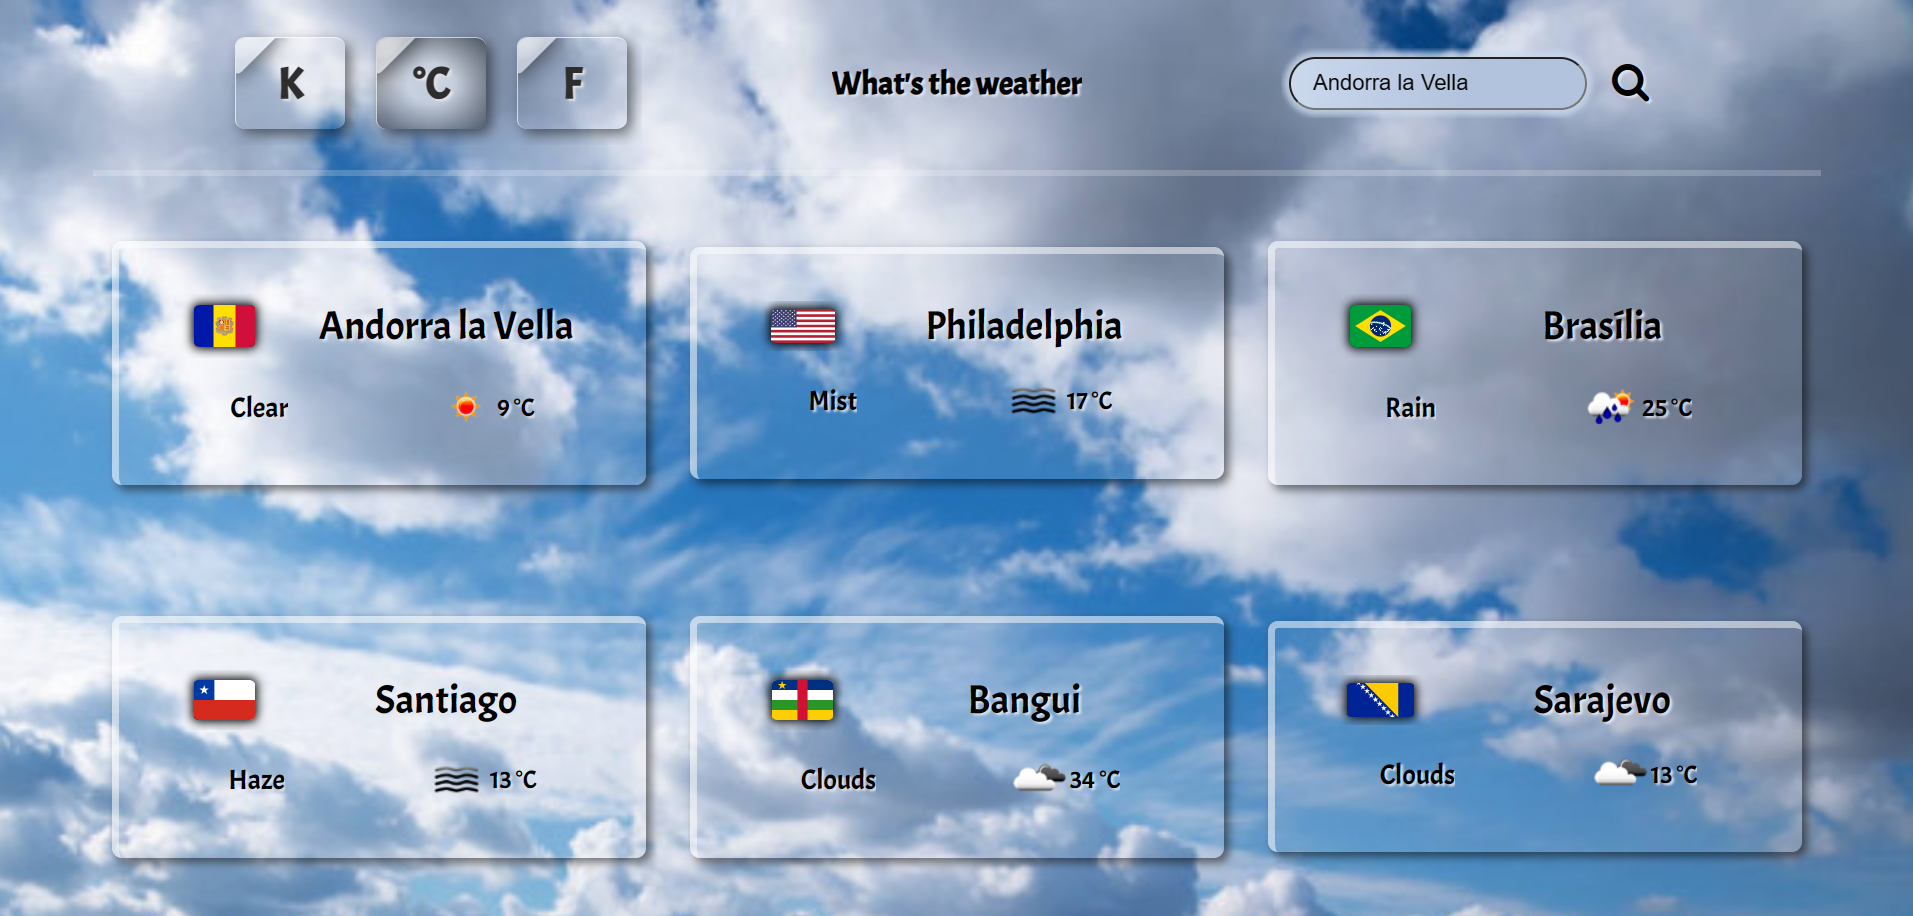 K °C F What's the weather Andorra la Vella
Andorra la Vella
Clear 9 °C
Philadelphia
Mist 17 °C
Brasília
Rain 25 °C
Santiago
Haze 13 °C
Bangui
Clouds 34 °C
Sarajevo
Clouds 13 °C